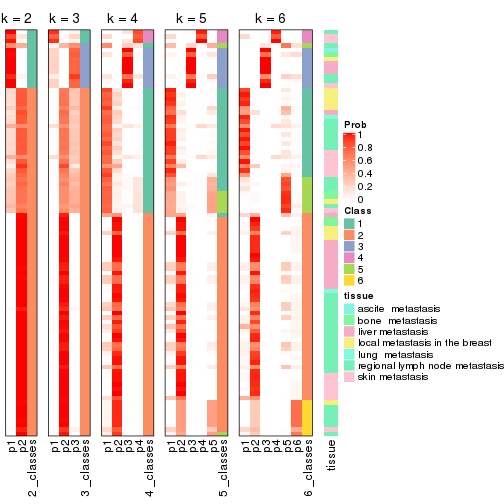 k = 2
k = 3
k = 4
k = 5
k = 6
Prob
1
0.8
0.6
0.4
0.2
0
Class
1
2
3
4
5
6
tissue
ascite metastasis
bone metastasis
liver metastasis
local metastasis in the breast
lung metastasis
regional lymph node metastasis
skin metastasis
p1
p2
2_classes
p1
p2
p3
3_classes
p1
p2
p3
p4
4_classes
p1
p2
p3
p4
p5
5_classes
p1
p2
p3
p4
p5
p6
6_classes
tissue